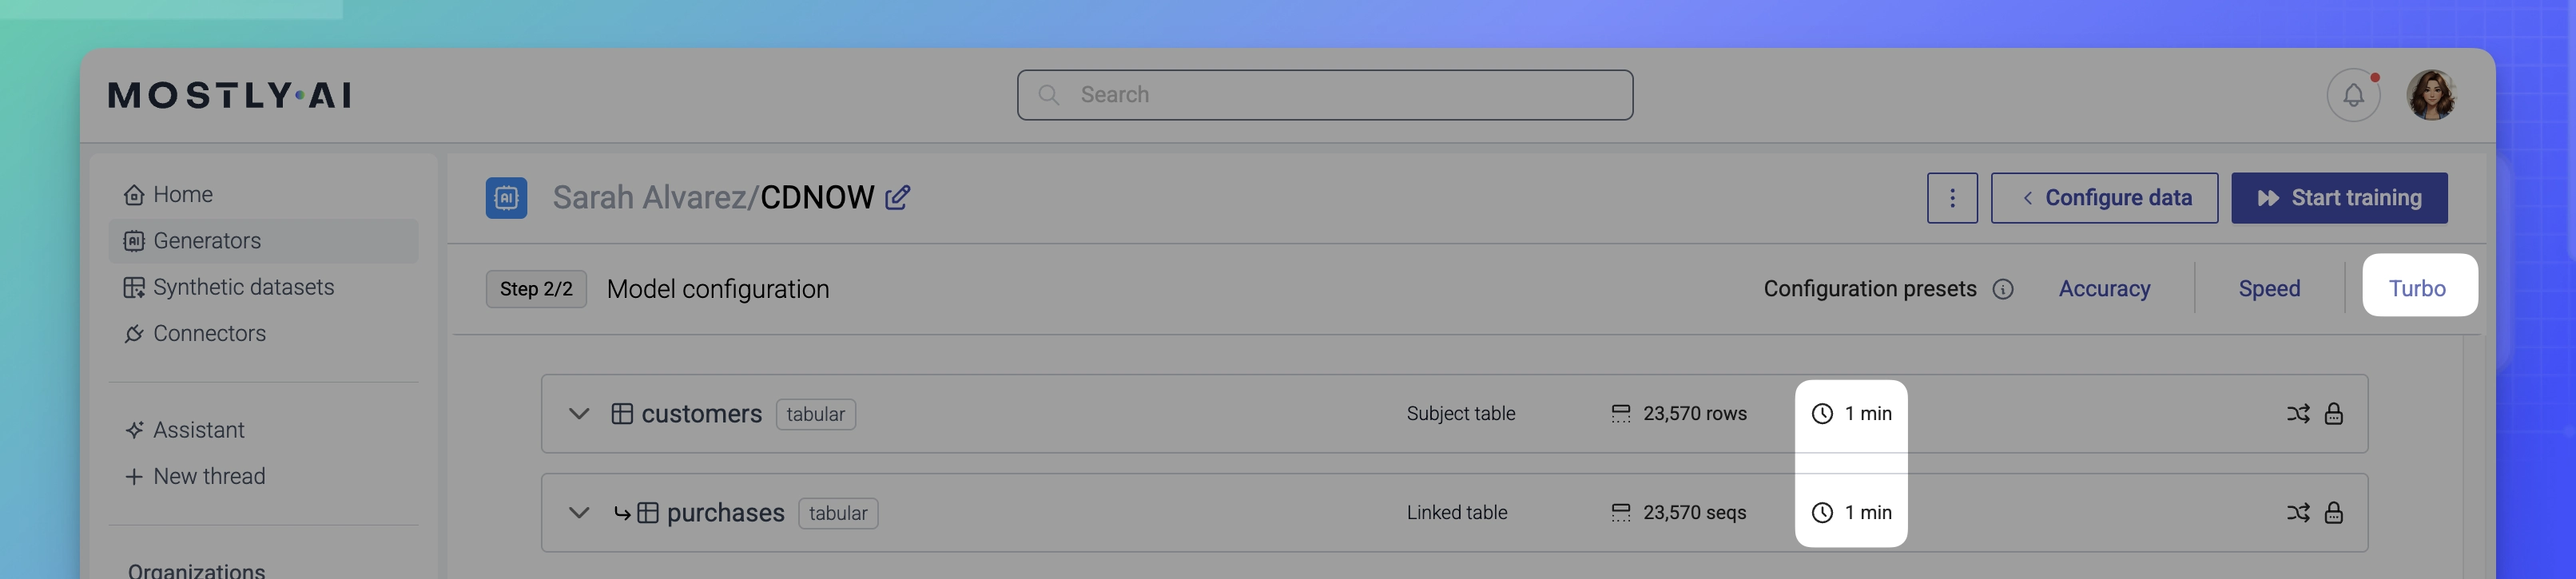 MOSTLY·AI
Search
Home
Generators
Synthetic datasets
Connectors
Assistant
New thread
Organizations
Sarah Alvarez/CDNOW
Configure data
Start training
Step 2/2
Model configuration
Configuration presets
Accuracy
Speed
Turbo
customers tabular Subject table 23,570 rows 1 min
purchases tabular Linked table 23,570 seqs 1 min